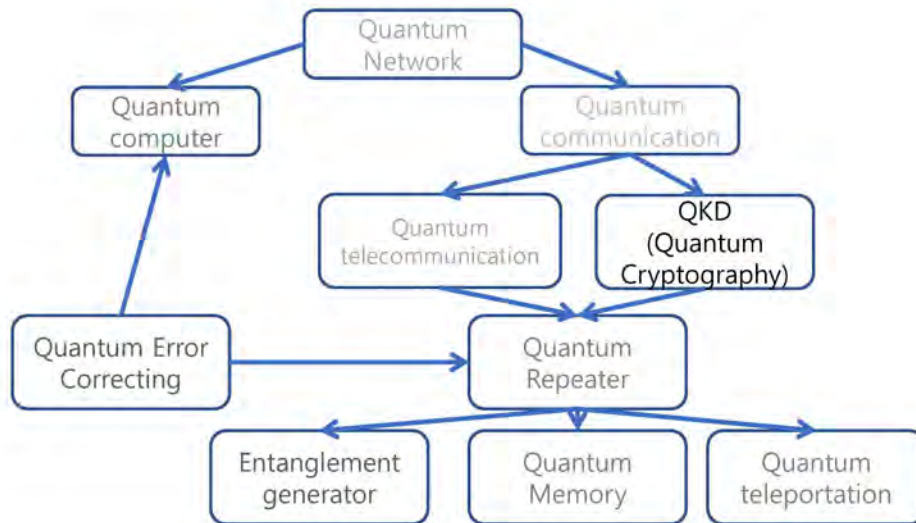 Quantum
Network
Quantum
computer
Quantum
communication
Quantum
telecommunication
QKD
(Quantum
Cryptography)
Quantum Error
Correcting
Quantum
Repeater
Entanglement
generator
Quantum
Memory
Quantum
teleportation